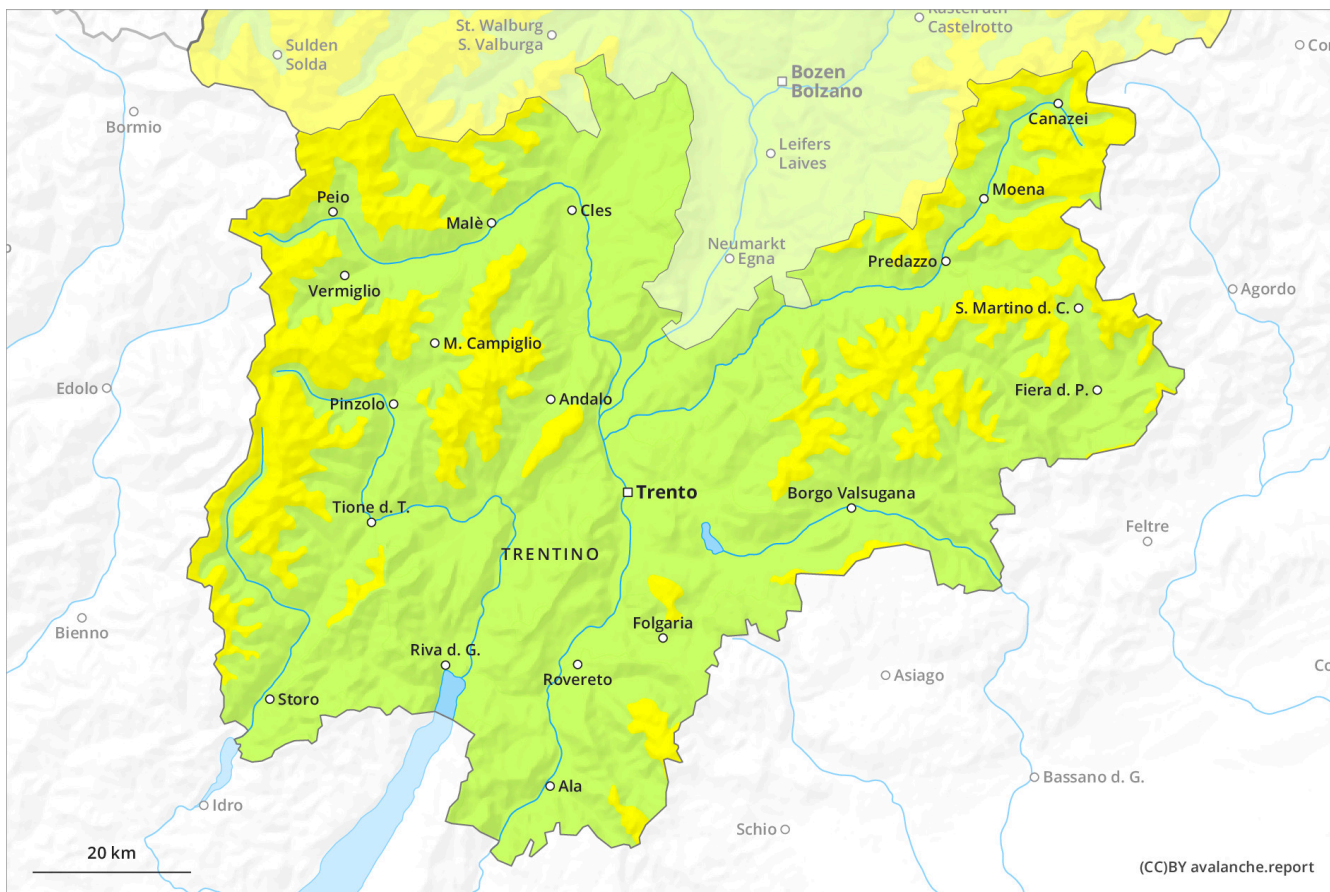 St. Walburg
S. Valburga
Kastelruth
Castelrotto
Sulden
Solda
Bozen
Bolzano
Bormio
Canazei
Leifers
Laives
Peio
Moena
Malè
Cles
Neumarkt
Egna
Predazzo
Vermiglio
Agordo
S. Martino d. C.
M. Campiglio
Edolo
Pinzolo
Andalo
Fiera d. P.
Trento
Borgo Valsugana
Tione d. T.
Feltre
TRENTINO
Bienno
Folgaria
Riva d. G.
Rovereto
Asiago
Storo
Bassano d. G.
Ala
Idro
Schio
20 km
(CC)BY avalanche.report